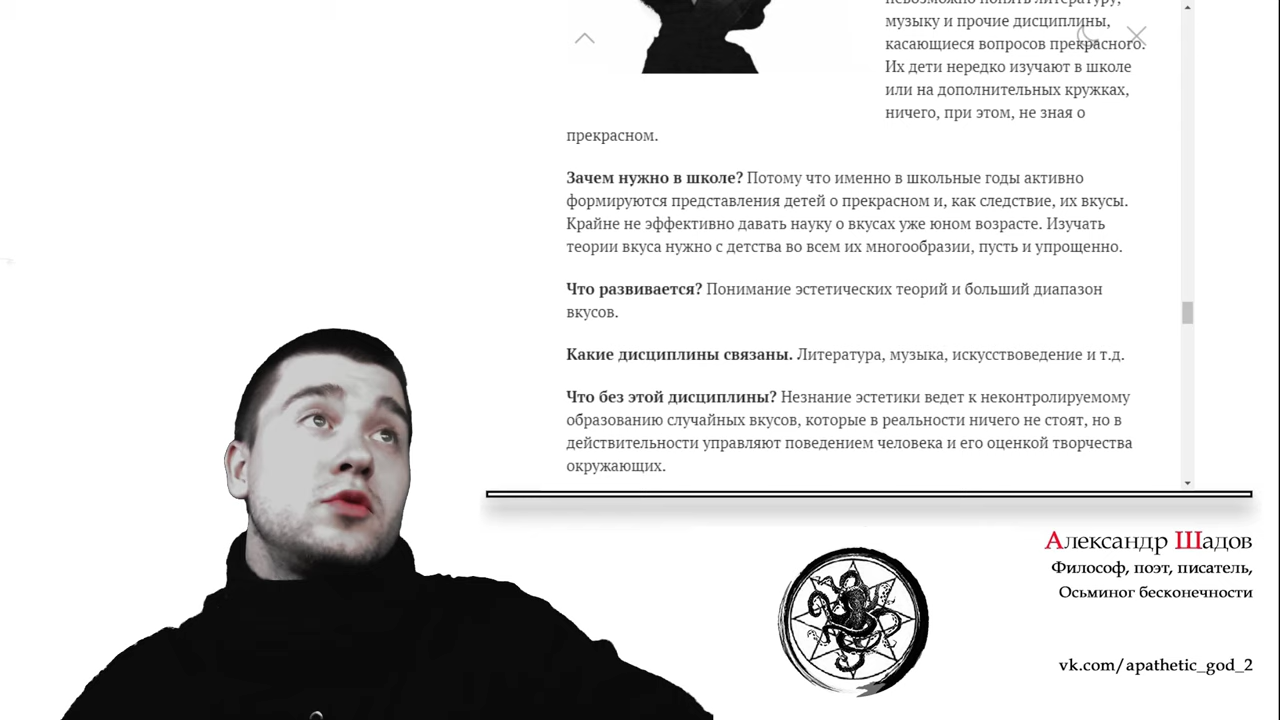 невозможно понять литературу,
музыку и прочие дисциплины,
касающиеся вопросов прекрасного.
Их дети нередко изучают в школе
или на дополнительных кружках,
ничего, при этом, не зная о
прекрасном.
Зачем нужно в школе? Потому что именно в школьные годы активно
формируются представления детей о прекрасном и, как следствие, их вкусы.
Крайне не эффективно давать науку о вкусах уже юном возрасте. Изучать
теории вкуса нужно с детства во всем их многообразии, пусть и упрощенно.
Что развивается? Понимание эстетических теорий и больший диапазон
вкусов.
Какие дисциплины связаны. Литература, музыка, искусствоведение и т.д.
Что без этой дисциплины? Незнание эстетики ведет к неконтролируемому
образованию случайных вкусов, которые в реальности ничего не стоят, но в
действительности управляют поведением человека и его оценкой творчества
окружающих.
Александр Шадов
Философ, поэт, писатель,
Осьминог бесконечности
vk.com/apathetic_god_2